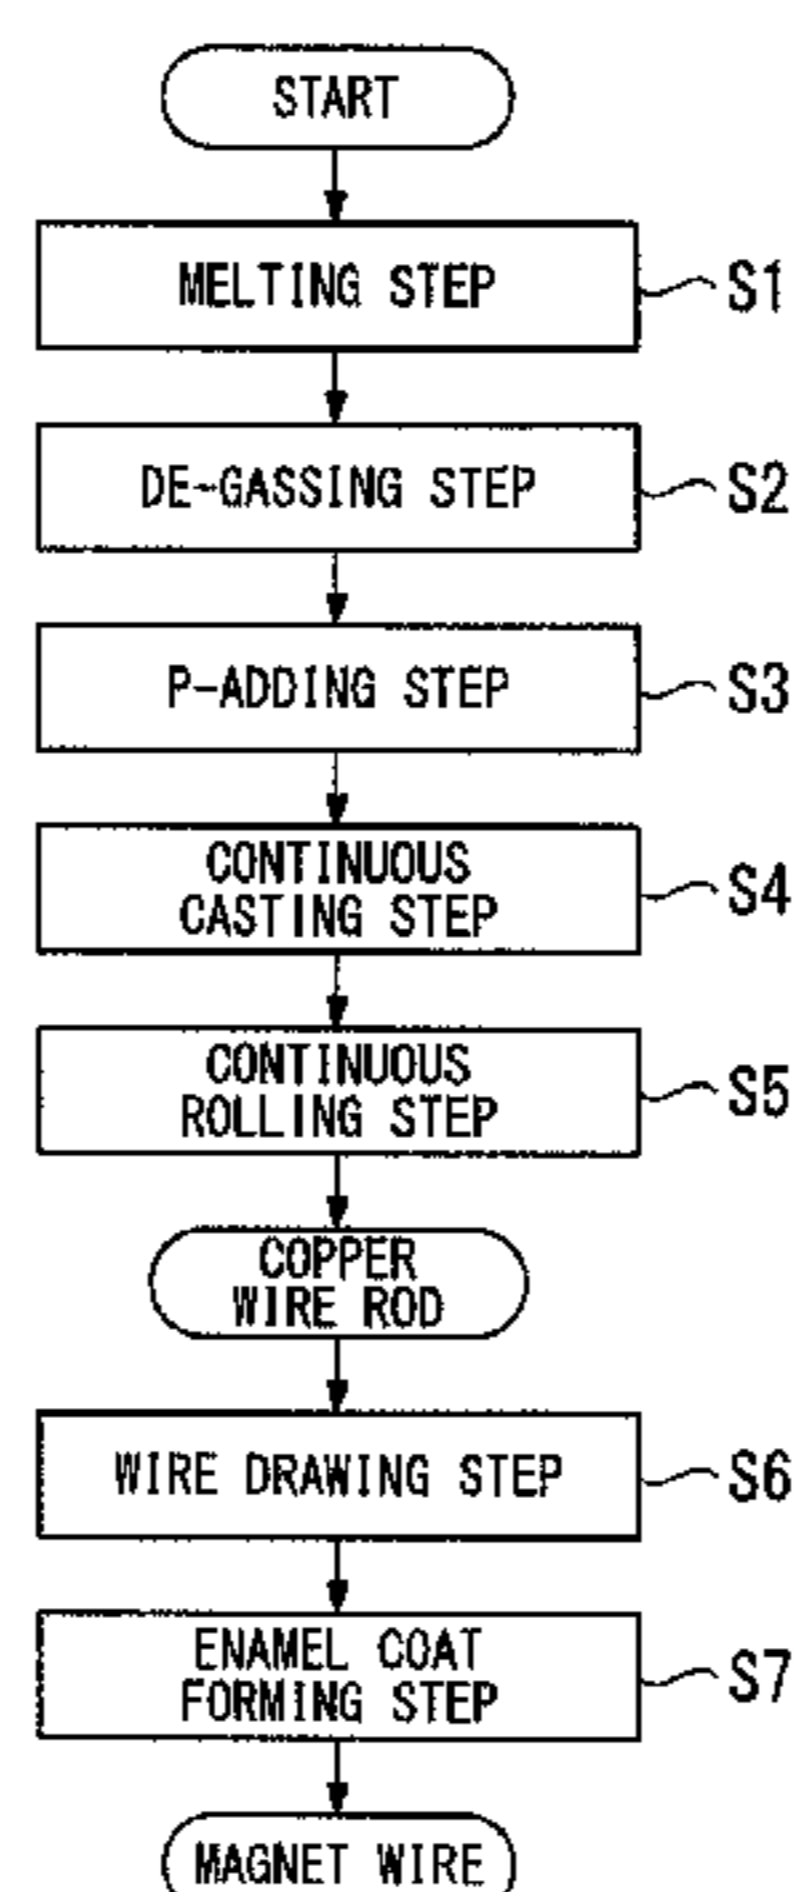 START
MELTING STEP
S1
DE-GASSING STEP
S2
P-ADDING STEP
S3
CONTINUOUS
CASTING STEP
S4
CONTINUOUS
ROLLING STEP
S5
COPPER
WIRE ROD
WIRE DRAWING STEP
S6
ENAMEL COAT
FORMING STEP
S7
MAGNET WIRE